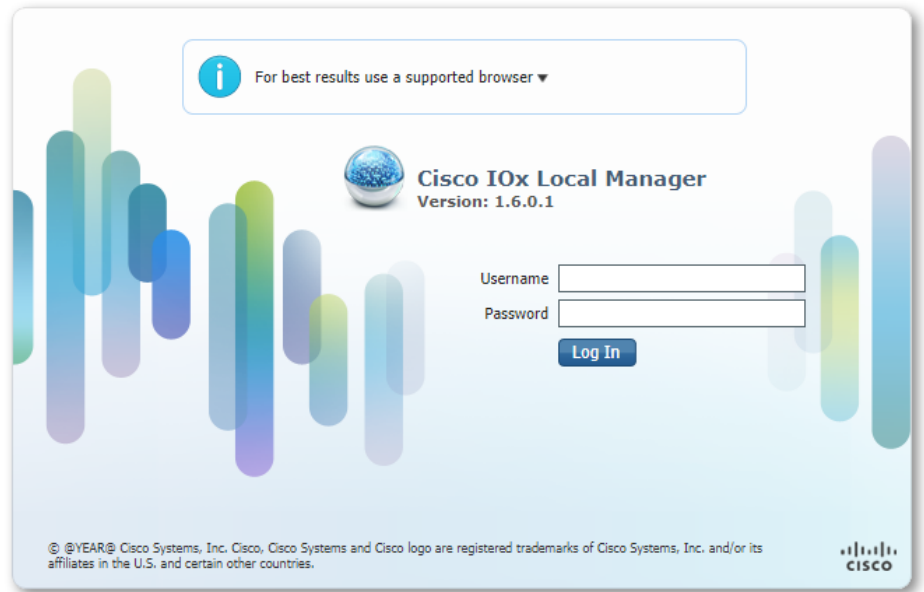 For best results use a supported browser ▼
Cisco IOx Local Manager
Version: 1.6.0.1
Username
Password
Log In
© @YEAR@ Cisco Systems, Inc. Cisco, Cisco Systems and Cisco logo are registered trademarks of Cisco Systems, Inc. and/or its
affiliates in the U.S. and certain other countries.
CISCO